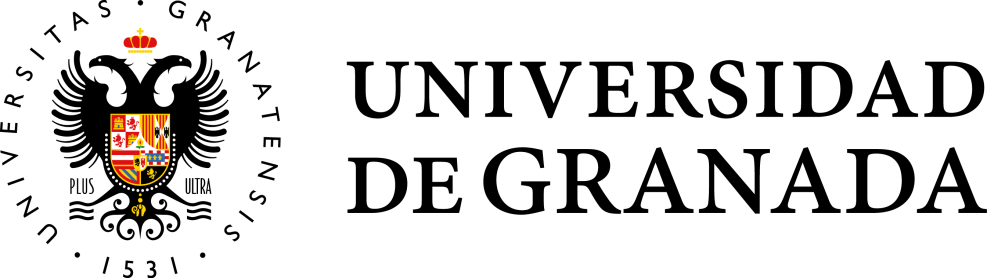 UNIVERSITAS · GRANATENSIS
· 1531 ·
PLUS ULTRA
UNIVERSIDAD
DE GRANADA